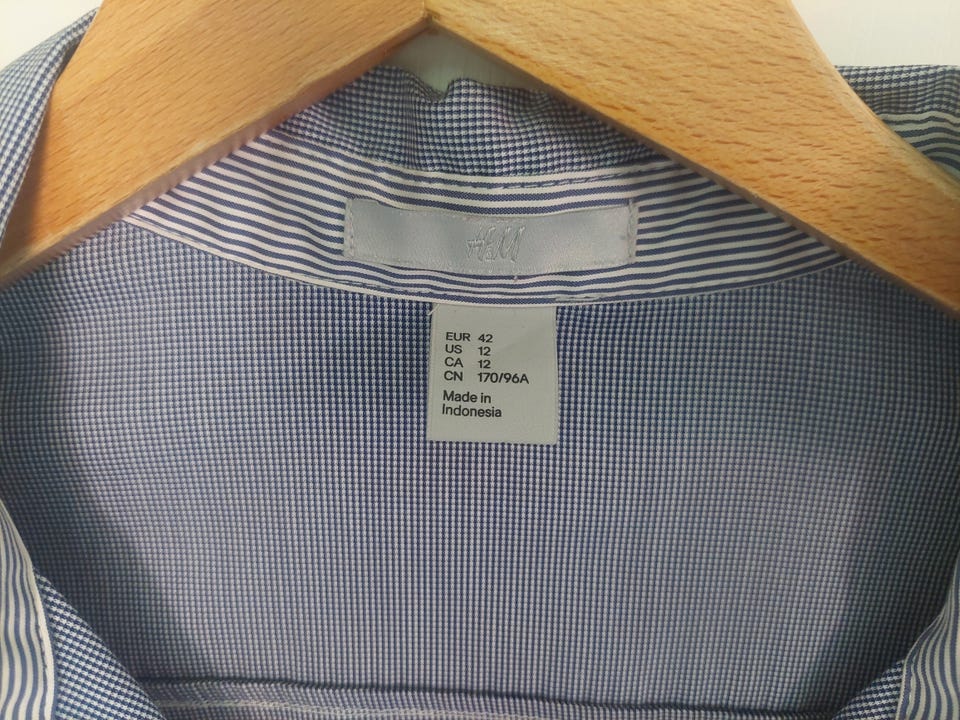 H&M
EUR 42
US 12
CA 12
CN 170/96A
Made in
Indonesia